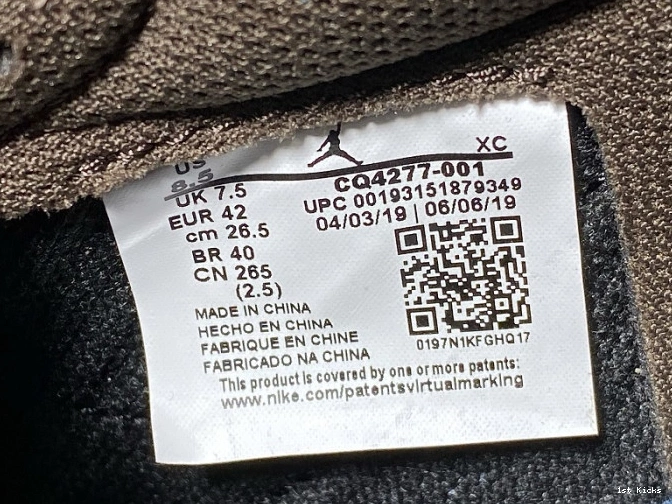 XC
US
8.5
UK 7.5
EUR 42
cm 26.5
BR 40
CN 265
(2.5)
CQ4277-001
UPC 00193151879349
04/03/19 | 06/06/19
0197N1KFGHQ17
MADE IN CHINA
HECHO EN CHINA
FABRIQUE EN CHINE
FABRICADO NA CHINA
This product is covered by one or more patents:
www.nike.com/patentsvirtualmarking
1st Kicks